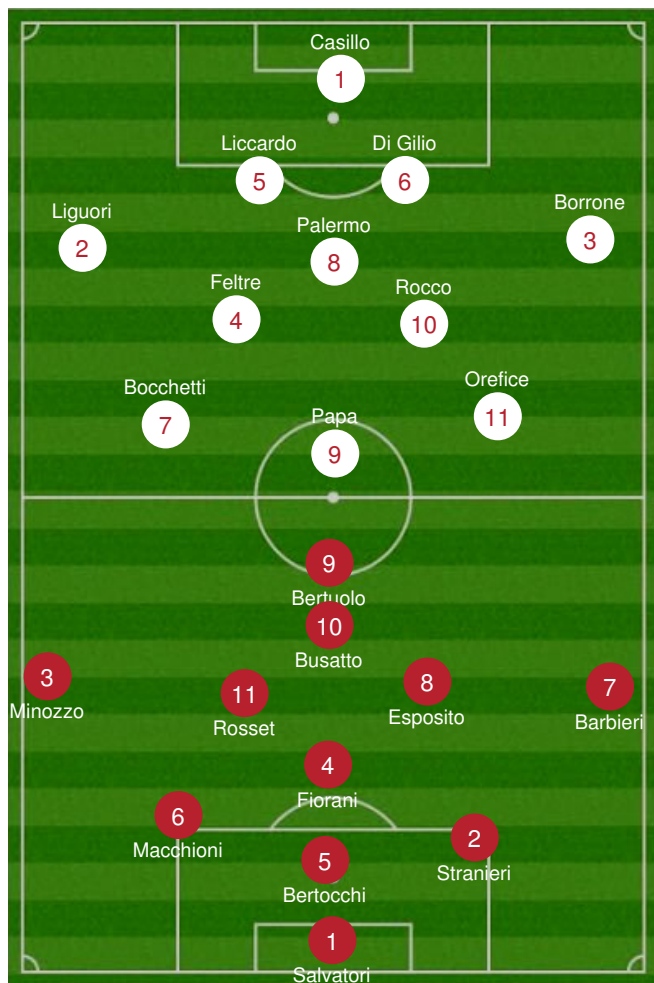 Casillo
1
Liccardo
Di Gilio
5
6
Liguori
Borrone
2
3
Palermo
8
Feltre
Rocco
4
10
Bocchetti
Orefice
7
11
Papa
9
9
Bertuolo
10
Busatto
3
Minozzo
11
Rosset
8
Esposito
7
Barbieri
4
Fiorani
6
Macchioni
2
Stranieri
5
Bertocchi
1
Salvatori